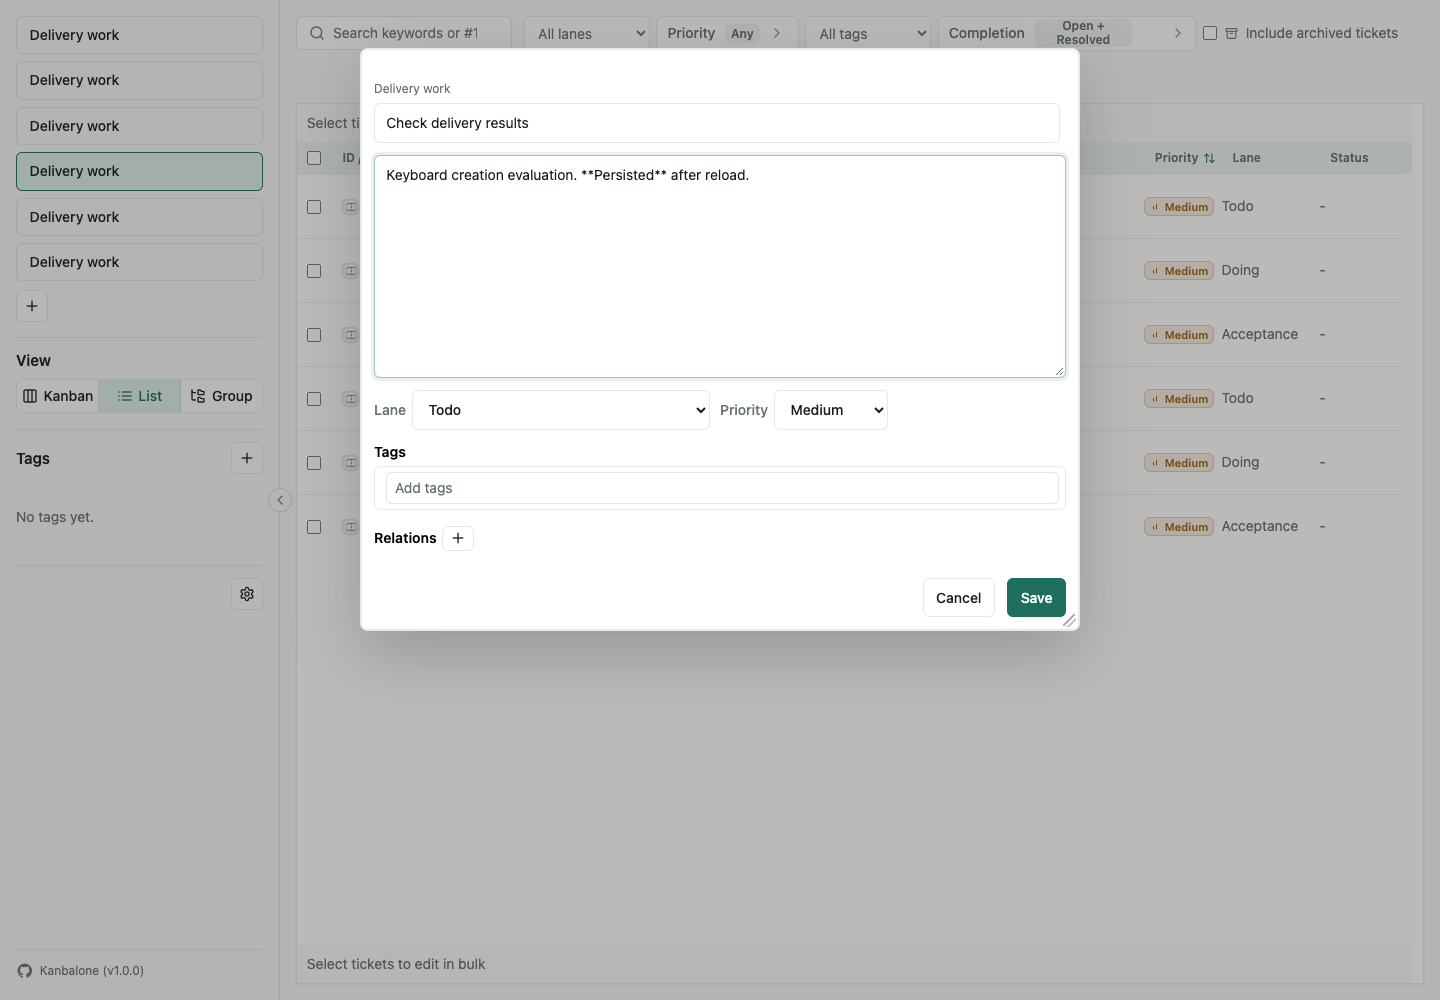 Delivery work
Delivery work
Delivery work
Delivery work
Delivery work
Delivery work
View
Kanban
List
Group
Tags
No tags yet.
Kanbalone (v1.0.0)
Search keywords or #1
All lanes
Priority Any
All tags
Completion
Open +
Resolved
Include archived tickets
Select ti
ID
Priority
Lane
Status
Medium Todo -
Medium Doing -
Medium Acceptance -
Medium Todo -
Medium Doing -
Medium Acceptance -
Select tickets to edit in bulk
Delivery work
Check delivery results
Keyboard creation evaluation. **Persisted** after reload.
Lane Todo
Priority Medium
Tags
Add tags
Relations
Cancel
Save